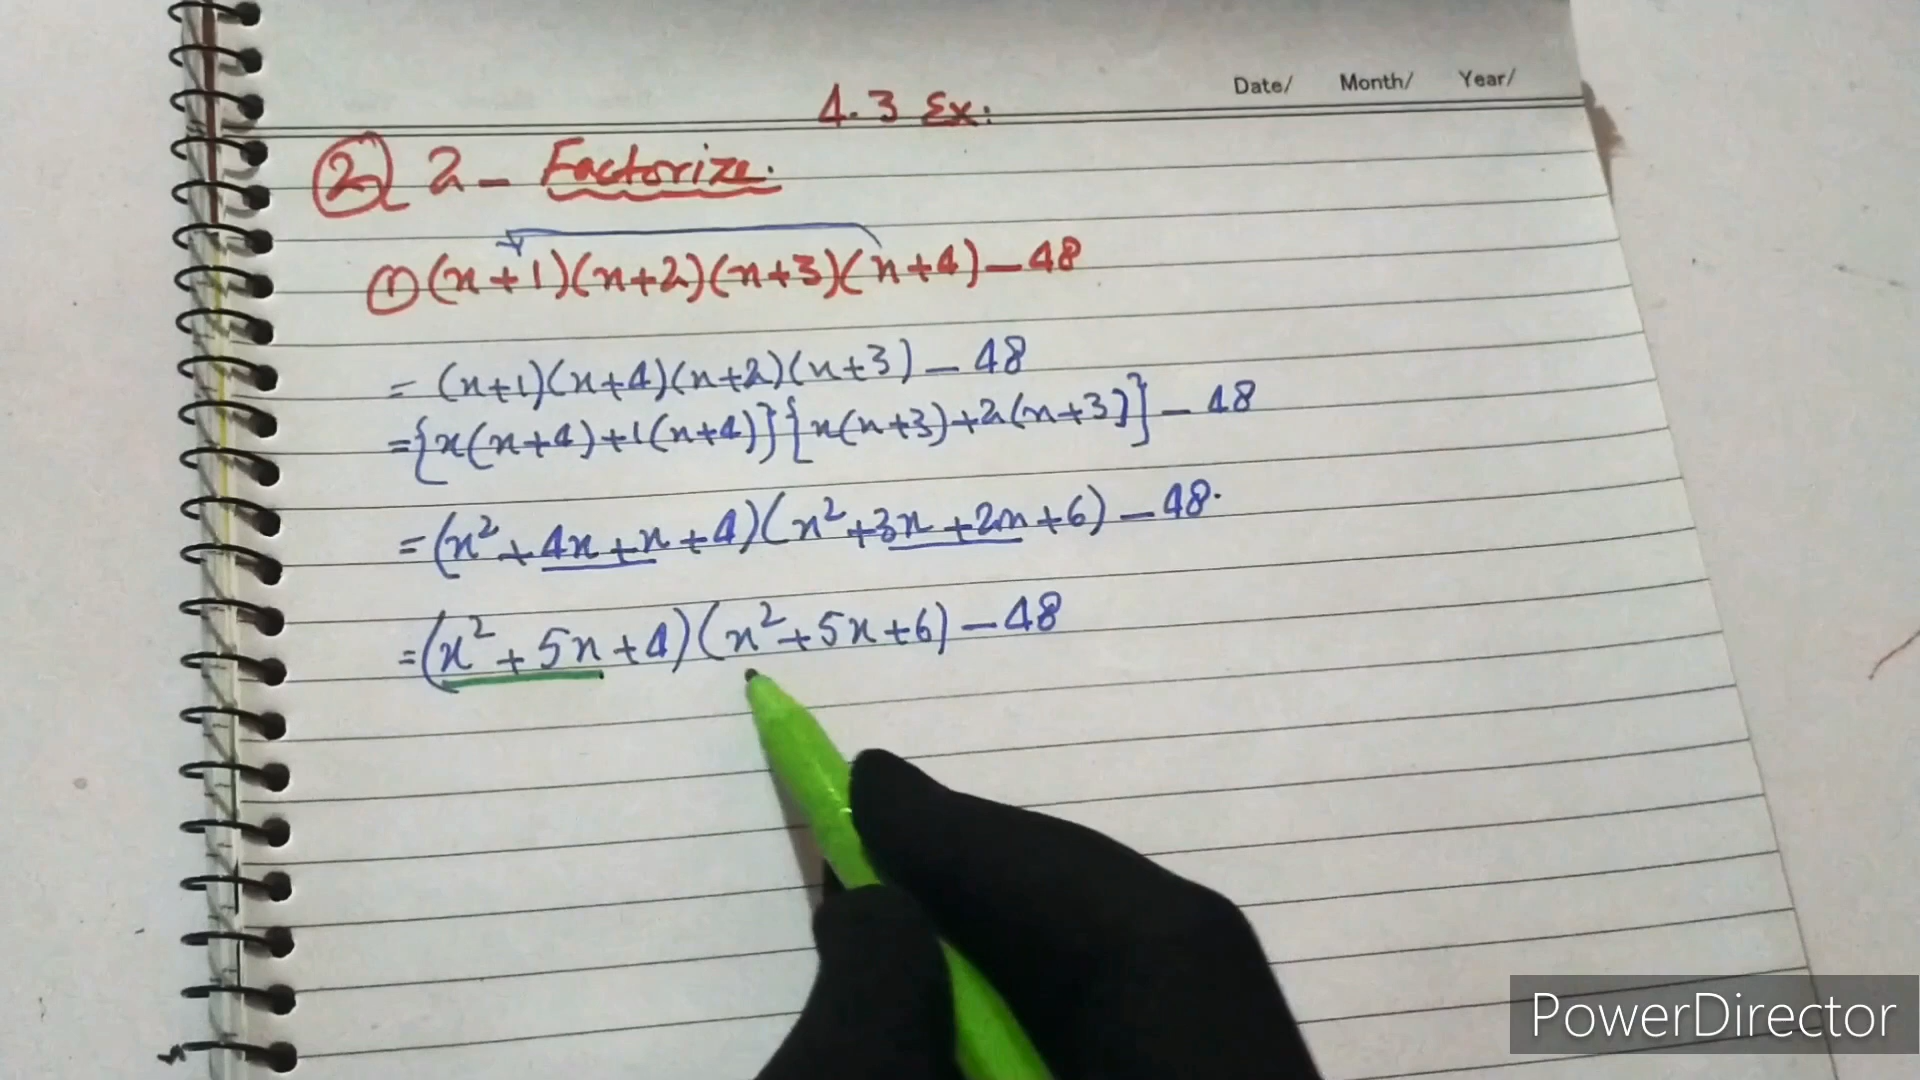 Date/ Month/ Year/
4.3 Ex:
2 2- Factorize.
① (x+1)(x+2)(x+3)(x+4)-48
= (x+1)(x+4)(x+2)(x+3)-48
={x(x+4)+1(x+4)}{x(x+3)+2(x+3)}-48
=(x²+4x+x+4)(x²+3x+2x+6)-48.
=(x²+5x+4)(x²+5x+6)-48
PowerDirector